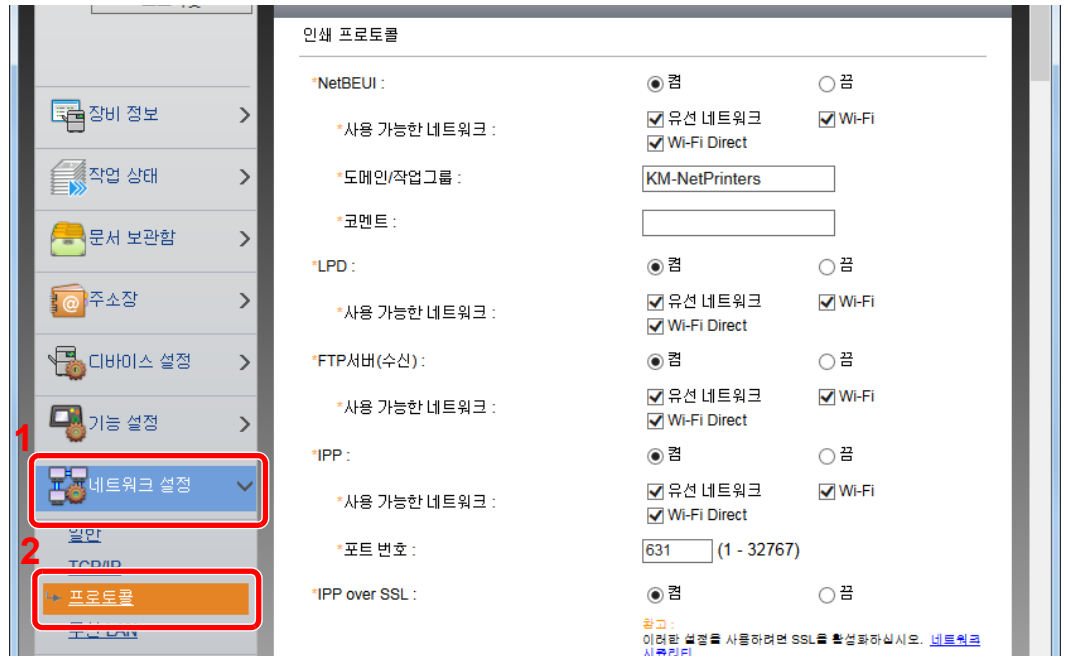 인쇄 프로토콜
*NetBEUI : 켬 끔
*사용 가능한 네트워크 : 유선 네트워크 Wi-Fi
Wi-Fi Direct
*도메인/작업그룹 : KM-NetPrinters
*코멘트 :
*LPD : 켬 끔
*사용 가능한 네트워크 : 유선 네트워크 Wi-Fi
Wi-Fi Direct
*FTP서버(수신) : 켬 끔
*사용 가능한 네트워크 : 유선 네트워크 Wi-Fi
Wi-Fi Direct
*IPP : 켬 끔
*사용 가능한 네트워크 : 유선 네트워크 Wi-Fi
Wi-Fi Direct
*포트 번호 : 631 (1 - 32767)
*IPP over SSL : 켬 끔
참고 :
이러한 설정을 사용하려면 SSL을 활성화하십시오. 네트워크
시큐리티
장비 정보
작업 상태
문서 보관함
주소장
디바이스 설정
기능 설정
1
네트워크 설정
일반
2
TCP/IP
프로토콜
무선 LAN